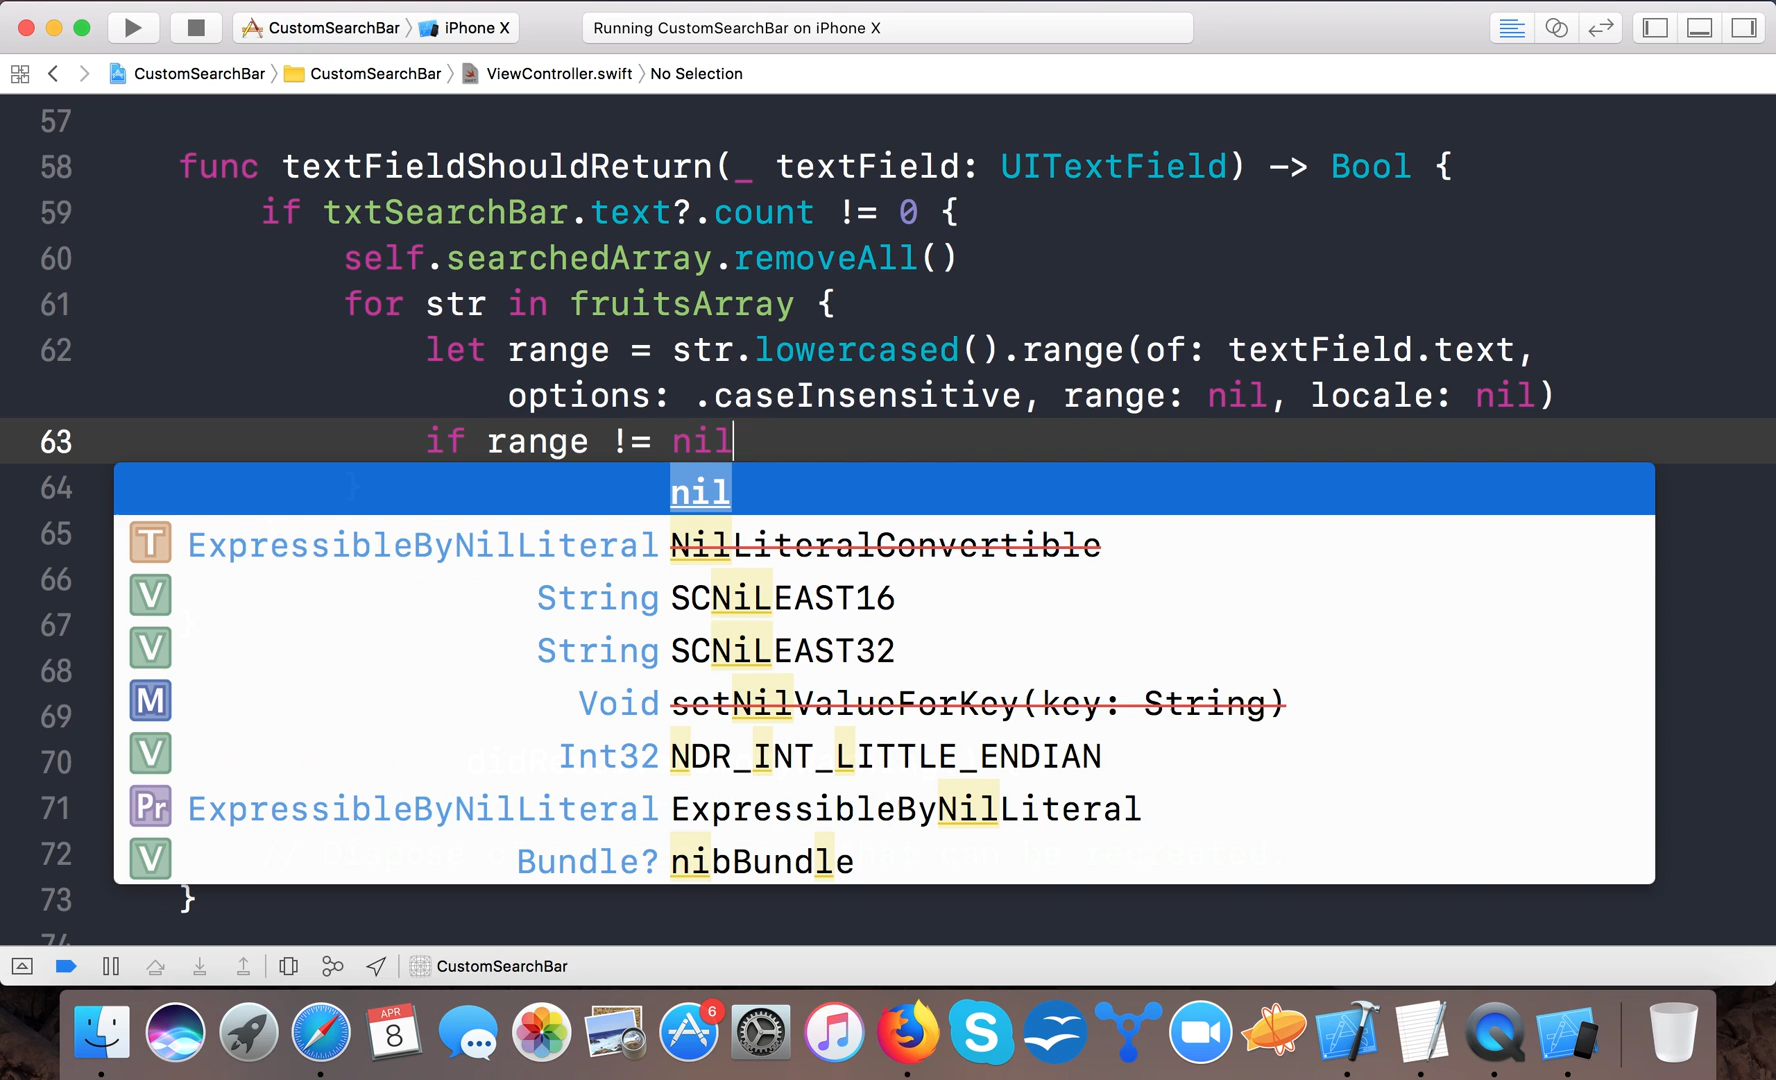 CustomSearchBar iPhone X Running CustomSearchBar on iPhone X
CustomSearchBar CustomSearchBar ViewController.swift No Selection
57
58 func textFieldShouldReturn(_ textField: UITextField) -> Bool {
59 if txtSearchBar.text?.count != 0 {
60 self.searchedArray.removeAll()
61 for str in fruitsArray {
62 let range = str.lowercased().range(of: textField.text,
options: .caseInsensitive, range: nil, locale: nil)
63 if range != nil
64 }
nil
65
T ExpressibleByNilLiteral NilLiteralConvertible
66
V String SCNiLEAST16
67 }
68
V String SCNiLEAST32
69
M Void setNilValueForKey(key: String)
70
V Int32 NDR_INT_LITTLE_ENDIAN
71
Pr ExpressibleByNilLiteral ExpressibleByNilLiteral
72
V Bundle? nibBundle
73 }
74
CustomSearchBar
APR
8
6
S